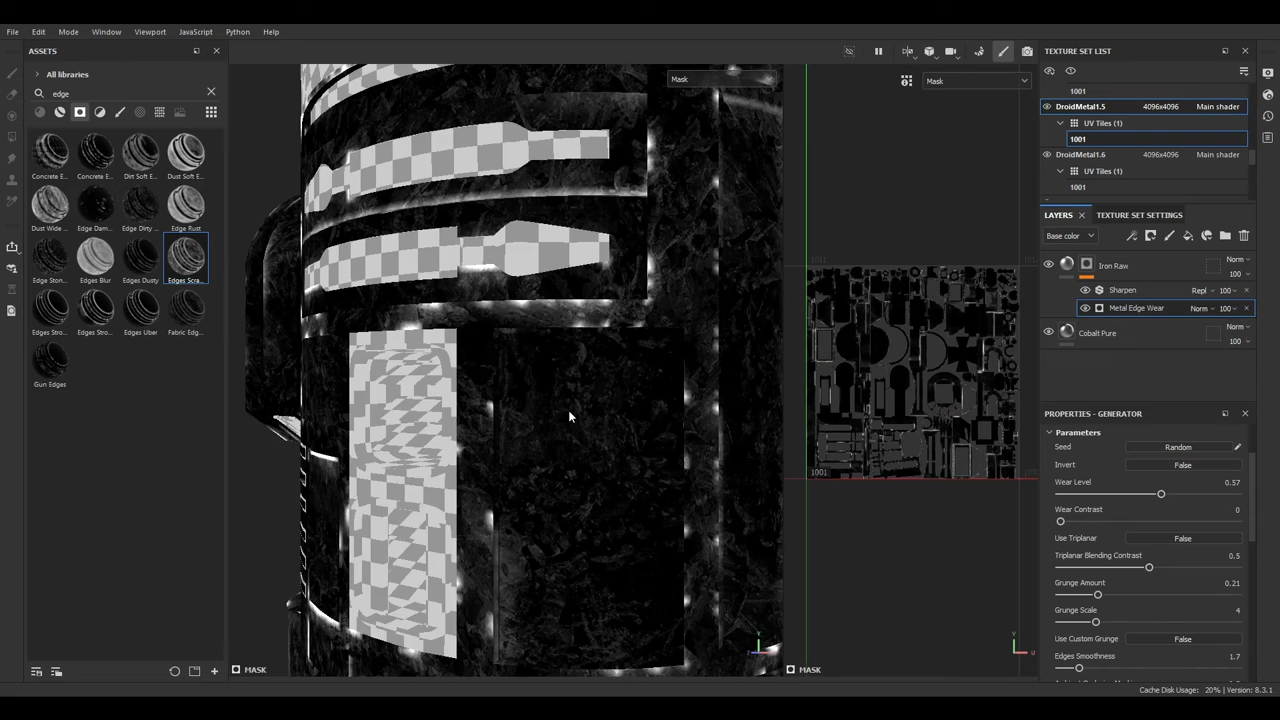 File Edit Mode Window Viewport JavaScript Python Help
ASSETS
All libraries
edge
Concrete E...
Concrete E...
Dirt Soft E...
Dust Soft E...
Dust Wide ...
Edge Dam...
Edge Dirty ...
Edge Rust
Edge Ston...
Edges Blur
Edges Dusty
Edges Scra...
Edges Stro...
Edges Stro...
Edges Uber
Fabric Edg...
Gun Edges
Mask
MASK
Mask
1001
MASK
TEXTURE SET LIST
1001
DroidMetal1.5 4096x4096 Main shader
UV Tiles (1)
1001
DroidMetal1.6 4096x4096 Main shader
UV Tiles (1)
1001
LAYERS TEXTURE SET SETTINGS
Base color
Iron Raw Norm
100
Sharpen Repl 100
Metal Edge Wear Norm 100
Cobalt Pure Norm
100
PROPERTIES - GENERATOR
Parameters
Seed Random
Invert False
Wear Level 0.57
Wear Contrast 0
Use Triplanar False
Triplanar Blending Contrast 0.5
Grunge Amount 0.21
Grunge Scale 4
Use Custom Grunge False
Edges Smoothness 1.7
Cache Disk Usage: 20% | Version: 8.3.1